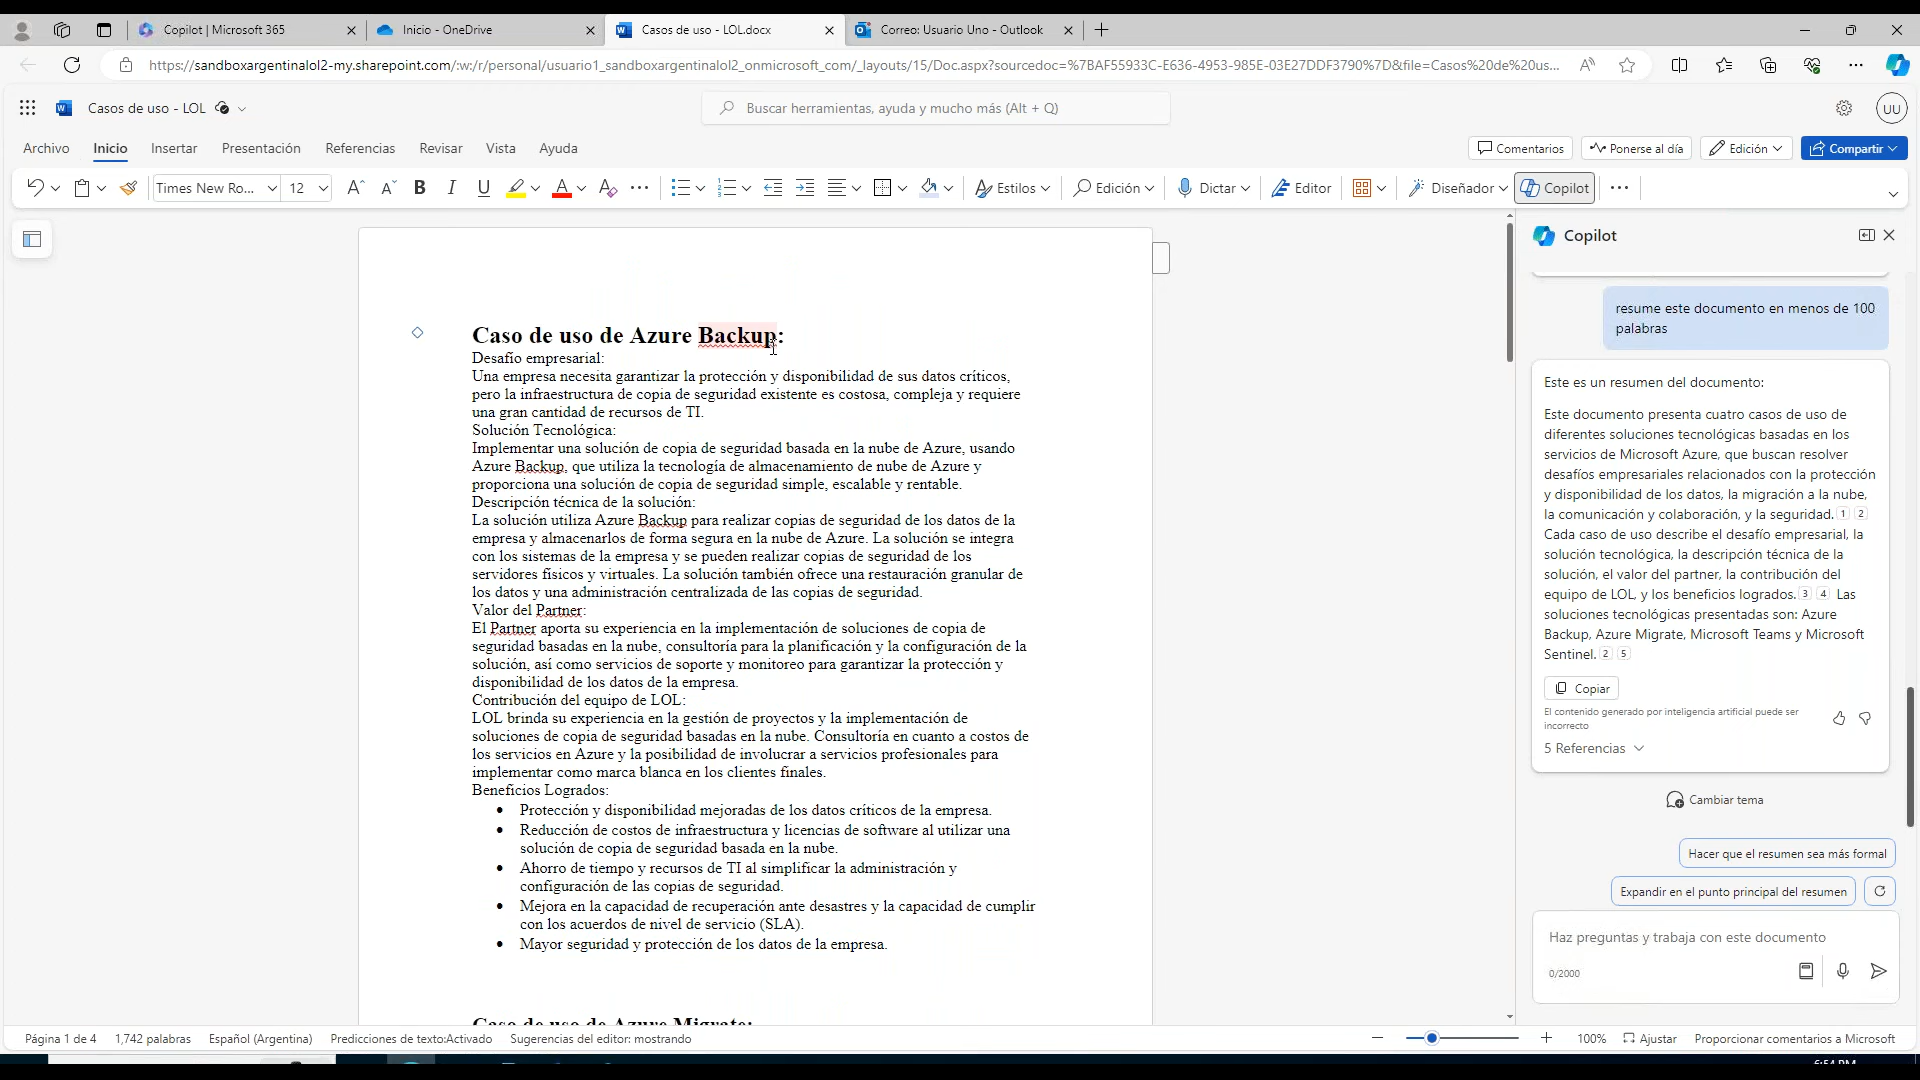 Copilot | Microsoft 365
Inicio - OneDrive
Casos de uso - LOL.docx
Correo: Usuario Uno - Outlook
https://sandboxargentinalol2-my.sharepoint.com/:w:/r/personal/usuario1_sandboxargentinalol2_onmicrosoft_com/_layouts/15/Doc.aspx?sourcedoc=%7BAF55933C-E636-4953-985E-03E27DDF3790%7D&file=Casos%20de%20us...
Casos de uso - LOL
Buscar herramientas, ayuda y mucho más (Alt + Q)
UU
Archivo Inicio Insertar Presentación Referencias Revisar Vista Ayuda
Comentarios Ponerse al día Edición Compartir
Times New Ro... 12 Estilos Edición Dictar Editor Diseñador Copilot
Copilot
resume este documento en menos de 100
palabras
Este es un resumen del documento:
Este documento presenta cuatro casos de uso de
diferentes soluciones tecnológicas basadas en los
servicios de Microsoft Azure, que buscan resolver
desafíos empresariales relacionados con la protección
y disponibilidad de los datos, la migración a la nube,
la comunicación y colaboración, y la seguridad. 1 2
Cada caso de uso describe el desafío empresarial, la
solución tecnológica, la descripción técnica de la
solución, el valor del partner, la contribución del
equipo de LOL, y los beneficios logrados. 3 4 Las
soluciones tecnológicas presentadas son: Azure
Backup, Azure Migrate, Microsoft Teams y Microsoft
Sentinel. 2 5
Copiar
El contenido generado por inteligencia artificial puede ser
incorrecto
5 Referencias
Cambiar tema
Hacer que el resumen sea más formal
Expandir en el punto principal del resumen
Haz preguntas y trabaja con este documento
0/2000
Caso de uso de Azure Backup:
Desafío empresarial:
Una empresa necesita garantizar la protección y disponibilidad de sus datos críticos,
pero la infraestructura de copia de seguridad existente es costosa, compleja y requiere
una gran cantidad de recursos de TI.
Solución Tecnológica:
Implementar una solución de copia de seguridad basada en la nube de Azure, usando
Azure Backup, que utiliza la tecnología de almacenamiento de nube de Azure y
proporciona una solución de copia de seguridad simple, escalable y rentable.
Descripción técnica de la solución:
La solución utiliza Azure Backup para realizar copias de seguridad de los datos de la
empresa y almacenarlos de forma segura en la nube de Azure. La solución se integra
con los sistemas de la empresa y se pueden realizar copias de seguridad de los
servidores físicos y virtuales. La solución también ofrece una restauración granular de
los datos y una administración centralizada de las copias de seguridad.
Valor del Partner:
El Partner aporta su experiencia en la implementación de soluciones de copia de
seguridad basadas en la nube, consultoría para la planificación y la configuración de la
solución, así como servicios de soporte y monitoreo para garantizar la protección y
disponibilidad de los datos de la empresa.
Contribución del equipo de LOL:
LOL brinda su experiencia en la gestión de proyectos y la implementación de
soluciones de copia de seguridad basadas en la nube. Consultoría en cuanto a costos de
los servicios en Azure y la posibilidad de involucrar a servicios profesionales para
implementar como marca blanca en los clientes finales.
Beneficios Logrados:
• Protección y disponibilidad mejoradas de los datos críticos de la empresa.
• Reducción de costos de infraestructura y licencias de software al utilizar una
solución de copia de seguridad basada en la nube.
• Ahorro de tiempo y recursos de TI al simplificar la administración y
configuración de las copias de seguridad.
• Mejora en la capacidad de recuperación ante desastres y la capacidad de cumplir
con los acuerdos de nivel de servicio (SLA).
• Mayor seguridad y protección de los datos de la empresa.
Caso de uso de Azure Migrate:
Página 1 de 4 1,742 palabras Español (Argentina) Predicciones de texto:Activado Sugerencias del editor: mostrando
100% Ajustar Proporcionar comentarios a Microsoft
6:54 PM